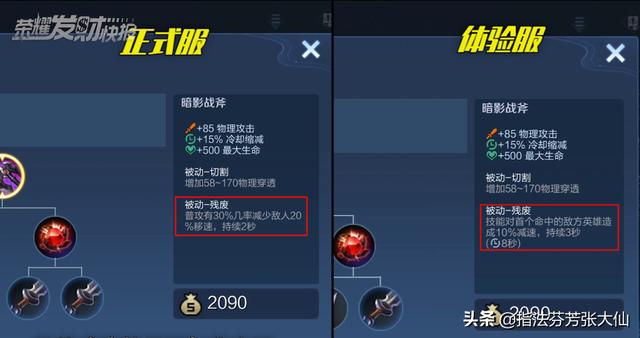 荣耀发财快报
正式服
暗影战斧
+85 物理攻击
+15% 冷却缩减
+500 最大生命
被动-切割
增加58~170物理穿透
被动-残废
普攻有30%几率减少敌人20
%移速，持续2秒
2090
体验服
暗影战斧
+85 物理攻击
+15% 冷却缩减
+500 最大生命
被动-切割
增加58~170物理穿透
被动-残废
技能对首个命中的敌方英雄造
成10%减速，持续3秒
(8秒)
2090
头条 @指法芬芳张大仙